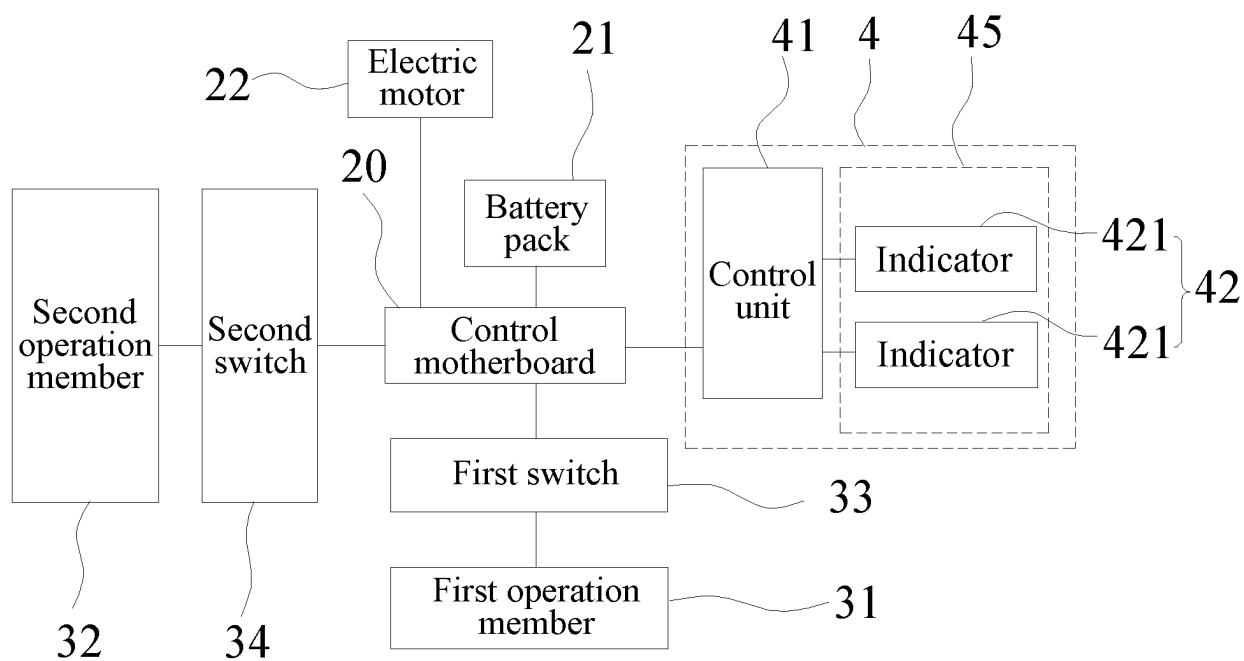 41
4
45
21
Electric
motor
22
20
Battery
pack
421
Indicator
42
Control
unit
Second
operation
member
Second
switch
Control
motherboard
421
Indicator
First switch
33
First operation
member
31
32
34